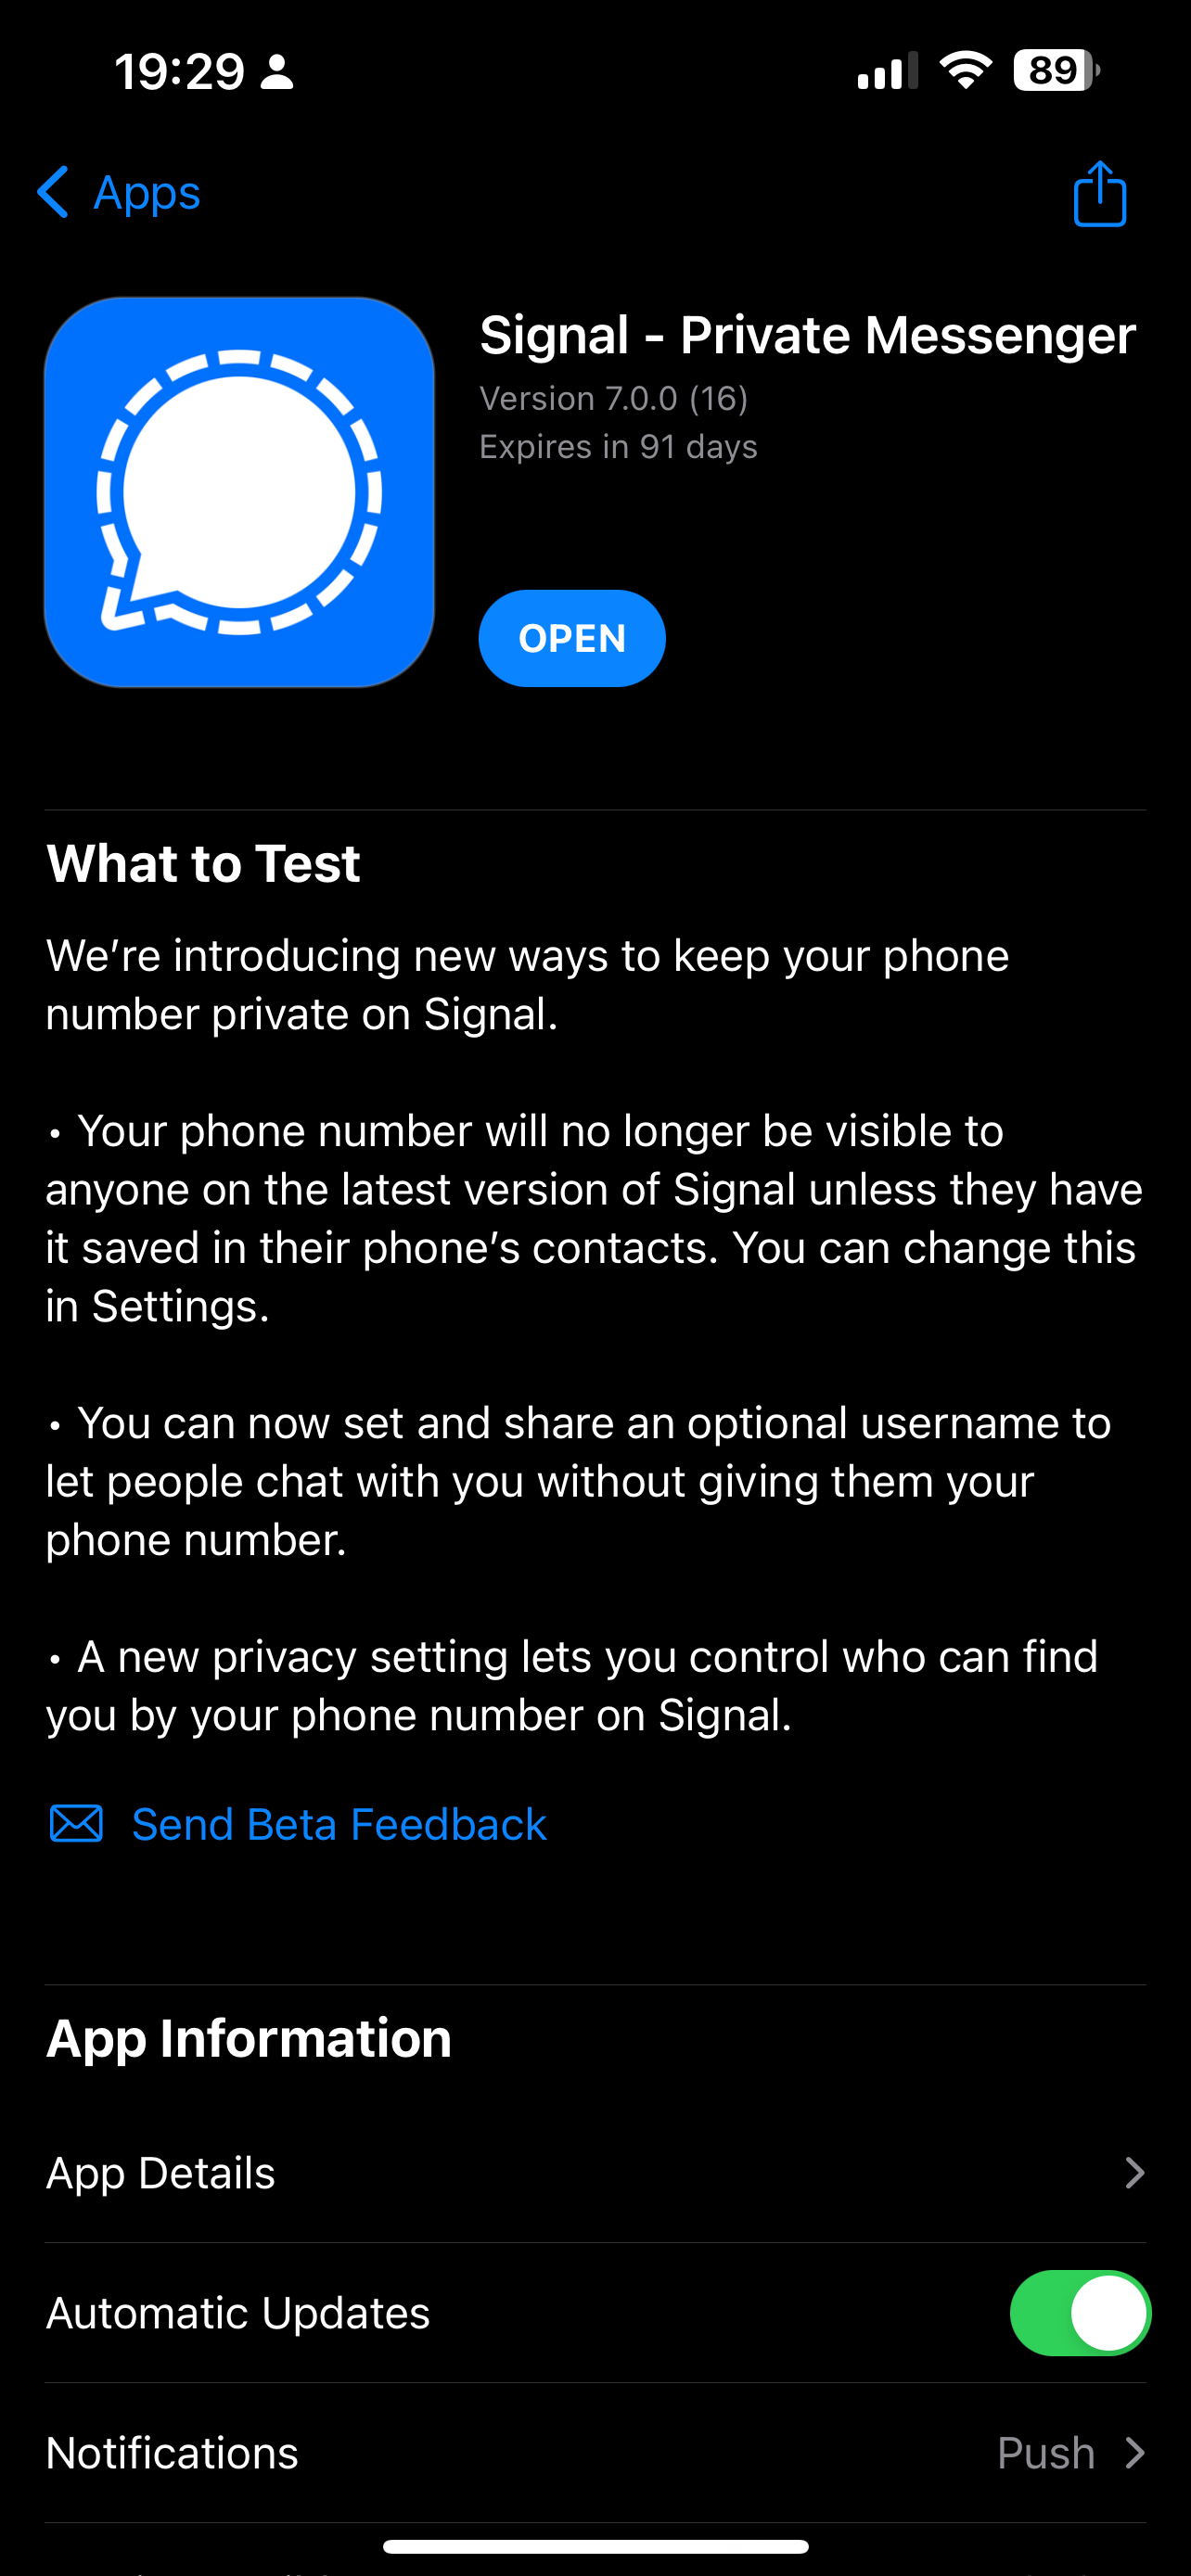 19:29
89
Apps
Signal - Private Messenger
Version 7.0.0 (16)
Expires in 91 days
OPEN
What to Test
We’re introducing new ways to keep your phone
number private on Signal.
• Your phone number will no longer be visible to
anyone on the latest version of Signal unless they have
it saved in their phone’s contacts. You can change this
in Settings.
• You can now set and share an optional username to
let people chat with you without giving them your
phone number.
• A new privacy setting lets you control who can find
you by your phone number on Signal.
Send Beta Feedback
App Information
App Details
Automatic Updates
Notifications
Push